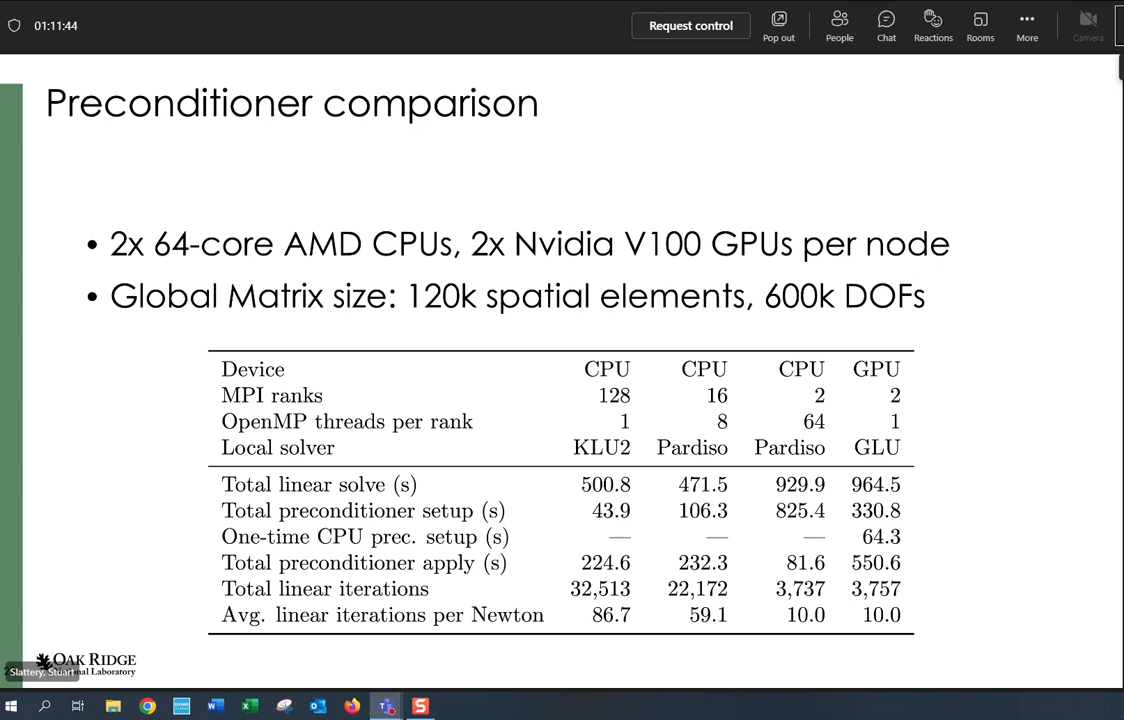 01:11:44
Request control
Pop out
People
Chat
Reactions
Rooms
More
Camera
Preconditioner comparison
• 2x 64-core AMD CPUs, 2x Nvidia V100 GPUs per node
• Global Matrix size: 120k spatial elements, 600k DOFs
Device CPU CPU CPU GPU
MPI ranks 128 16 2 2
OpenMP threads per rank 1 8 64 1
Local solver KLU2 Pardiso Pardiso GLU
Total linear solve (s) 500.8 471.5 929.9 964.5
Total preconditioner setup (s) 43.9 106.3 825.4 330.8
One-time CPU prec. setup (s) — — — 64.3
Total preconditioner apply (s) 224.6 232.3 81.6 550.6
Total linear iterations 32,513 22,172 3,737 3,757
Avg. linear iterations per Newton 86.7 59.1 10.0 10.0
OAK RIDGE
Slattery, Stuart
Laboratory